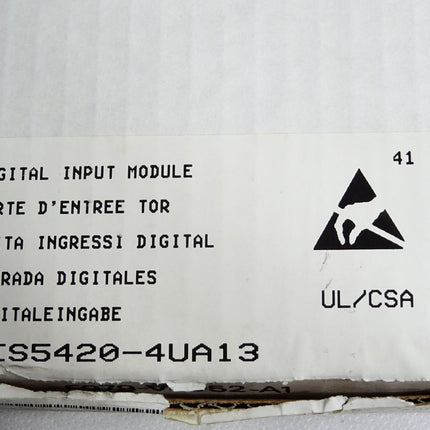 GITAL INPUT MODULE
RTE D'ENTREE TOR
TA INGRESSI DIGITAL
RADA DIGITALES
ITALEINGABE
ES5420-4UA13
41
UL/CSA